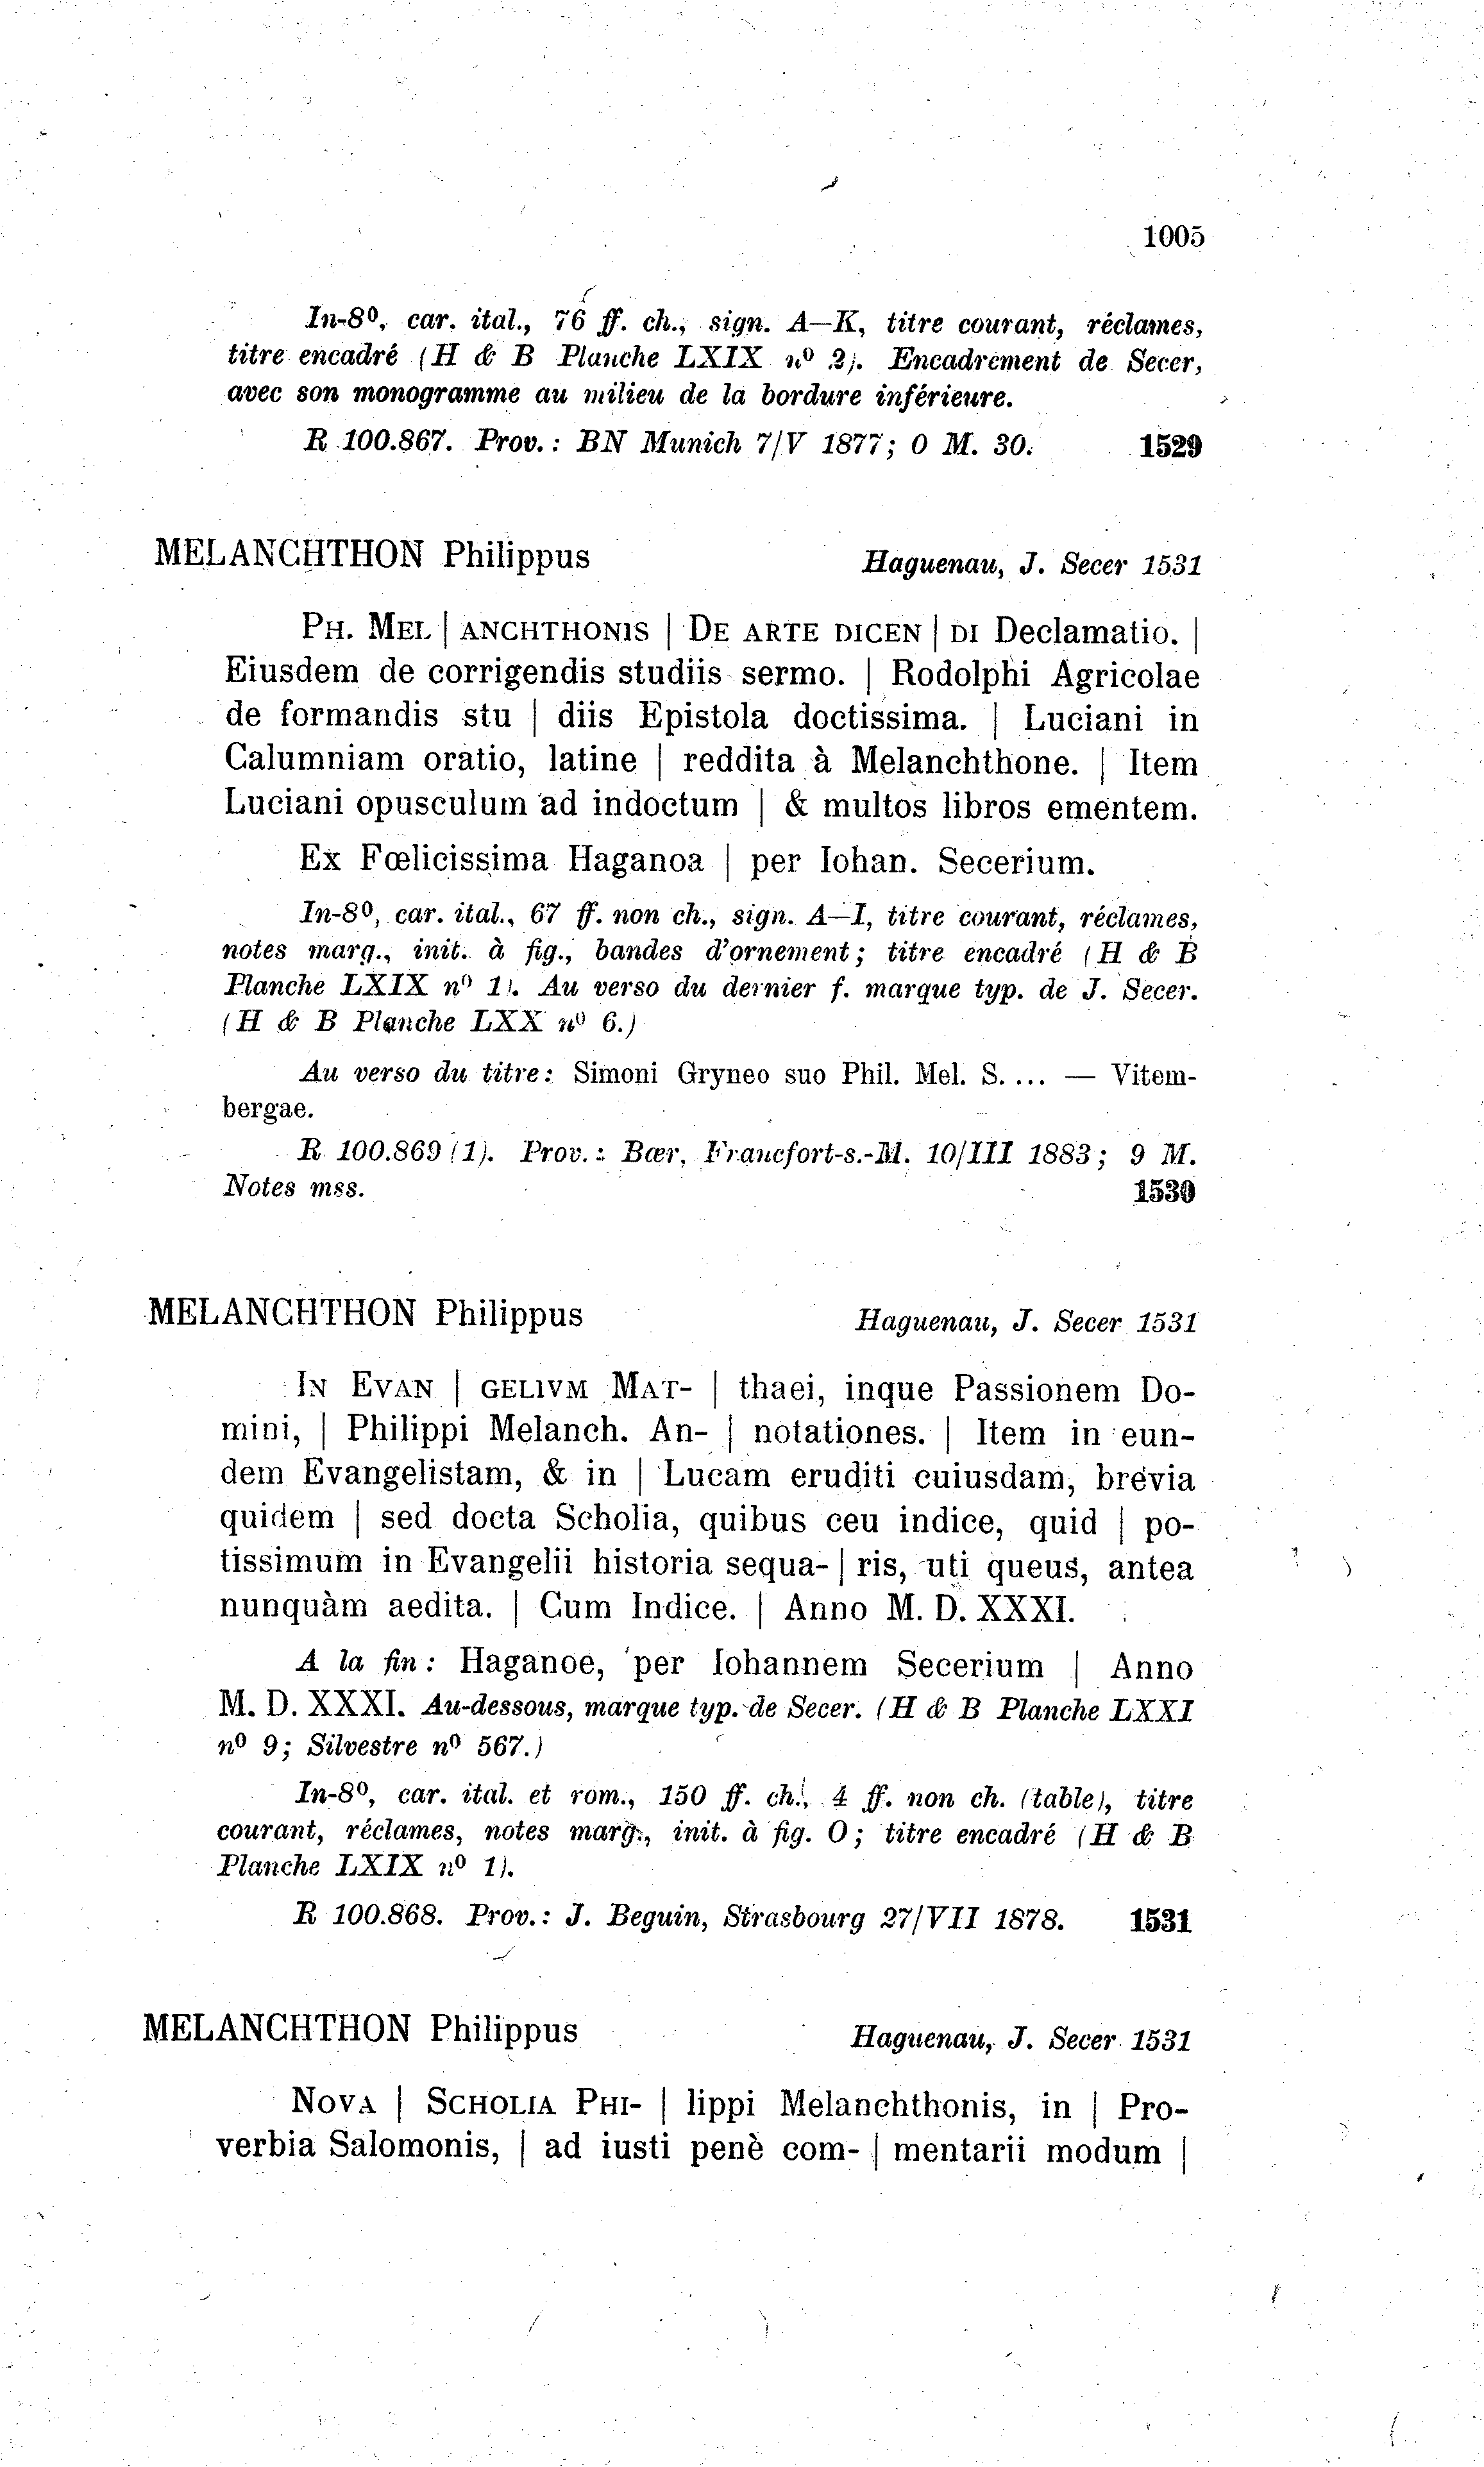 1005
In-8⁰, car. ital., 76 ff. ch., sign. A—K, titre courant, réclames,
titre encadré (H & B Planche LXIX n⁰ 2). Encadrement de Secer,
avec son monogramme au milieu de la bordure inférieure.
R 100.867. Prov.: BN Munich 7/V 1877; 0 M. 30. 1529
MELANCHTHON Philippus Haguenau, J. Secer 1531
PH. MEL | ANCHTHONIS | DE ARTE DICEN | DI Declamatio. |
Eiusdem de corrigendis studiis sermo. | Rodolphi Agricolae
de formandis stu | diis Epistola doctissima. | Luciani in
Calumniam oratio, latine | reddita à Melanchthone. | Item
Luciani opusculum ad indoctum | & multos libros ementem.
Ex Fœlicissima Haganoa | per Iohan. Secerium.
In-8⁰, car. ital., 67 ff. non ch., sign. A—I, titre courant, réclames,
notes marg., init. à fig., bandes d'ornement; titre encadré (H & B
Planche LXIX n⁰ 1). Au verso du dernier f. marque typ. de J. Secer.
(H & B Planche LXX n⁰ 6.)
Au verso du titre: Simoni Gryneo suo Phil. Mel. S. ... — Vitem-
bergae.
R 100.869 (1). Prov.: Bær, Francfort-s.-M. 10/III 1883; 9 M.
Notes mss. 1530
MELANCHTHON Philippus Haguenau, J. Secer 1531
IN EVAN | GELIVM MAT- | thaei, inque Passionem Do-
mini, | Philippi Melanch. An- | notationes. | Item in eun-
dem Evangelistam, & in | Lucam eruditi cuiusdam, brevia
quidem | sed docta Scholia, quibus ceu indice, quid | po-
tissimum in Evangelii historia sequa- | ris, uti queus, antea
nunquàm aedita. | Cum Indice. | Anno M. D. XXXI.
A la fin: Haganoe, per Iohannem Secerium | Anno
M. D. XXXI. Au-dessous, marque typ. de Secer. (H & B Planche LXXI
n⁰ 9; Silvestre n⁰ 567.)
In-8⁰, car. ital. et rom., 150 ff. ch., 4 ff. non ch. (table), titre
courant, réclames, notes marg., init. à fig. O; titre encadré (H & B
Planche LXIX n⁰ 1).
R 100.868. Prov.: J. Beguin, Strasbourg 27/VII 1878. 1531
MELANCHTHON Philippus Haguenau, J. Secer 1531
NOVA | SCHOLIA PHI- | lippi Melanchthonis, in | Pro-
verbia Salomonis, | ad iusti penè com- | mentarii modum |